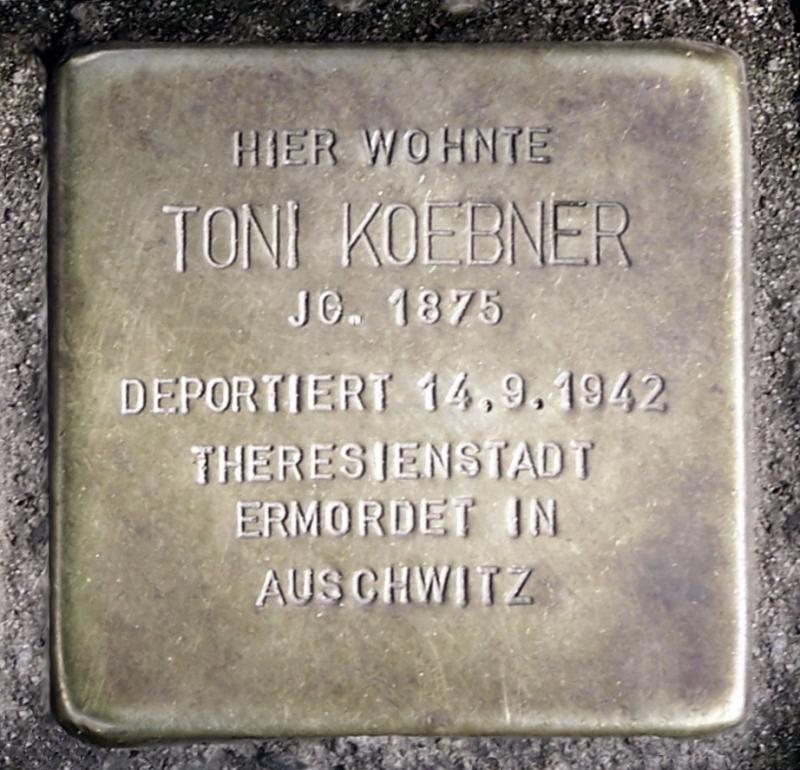 HIER WOHNTE
TONI KOEBNER
JG. 1875
DEPORTIERT 14.9.1942
THERESIENSTADT
ERMORDET IN
AUSCHWITZ